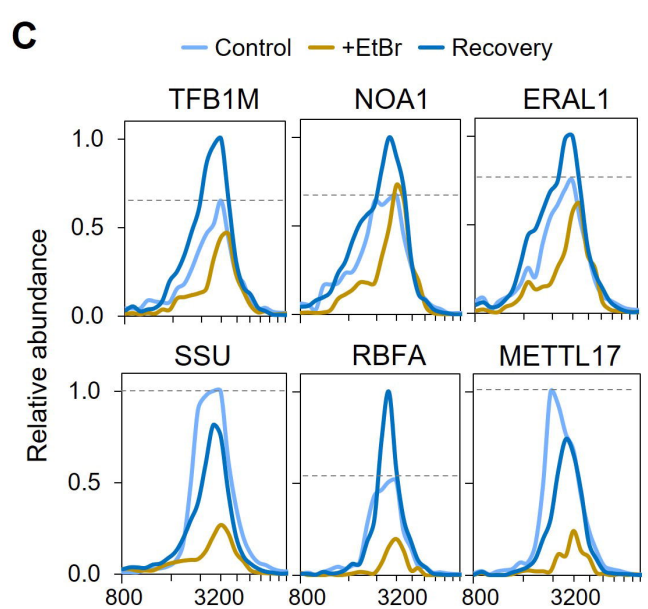 C
Control +EtBr Recovery
TFB1M NOA1 ERAL1
1.0
0.5
0.0
Relative abundance
SSU RBFA METTL17
1.0
0.5
0.0
800 3200 800 3200 800 3200